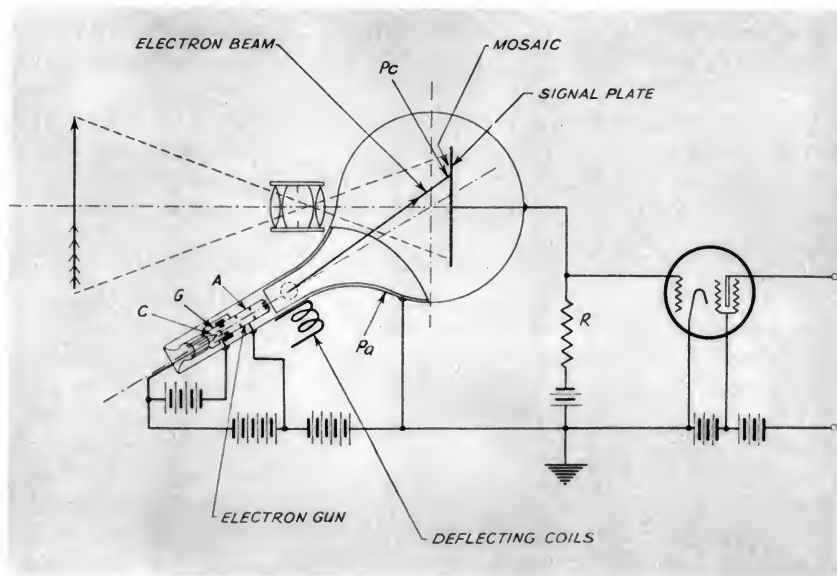 ELECTRON BEAM
MOSAIC
Pc
SIGNAL PLATE
A
G
C
Pa
R
ELECTRON GUN
DEFLECTING COILS